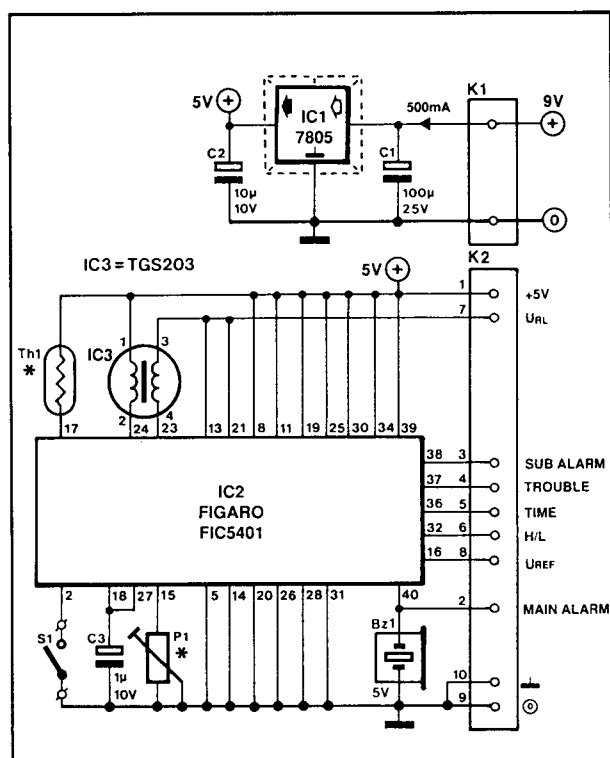 K1
5V
IC1
7805
500mA
9V
+
C2
10µ
10V
C1
100µ
25V
0
IC3=TGS203
5V
+
K2
1
+5V
7
URL
Th1
*
1
3
IC3
2
4
17
24
23
13
21
8
11
19
25
30
34
39
IC2
FIGARO
FIC5401
38
3
SUB ALARM
37
4
TROUBLE
36
5
TIME
32
6
H/L
16
8
UREF
2
18
27
15
5
14
20
26
28
31
40
2
MAIN ALARM
S1
C3
1µ
10V
P1
*
Bz1
5V
10
9
0